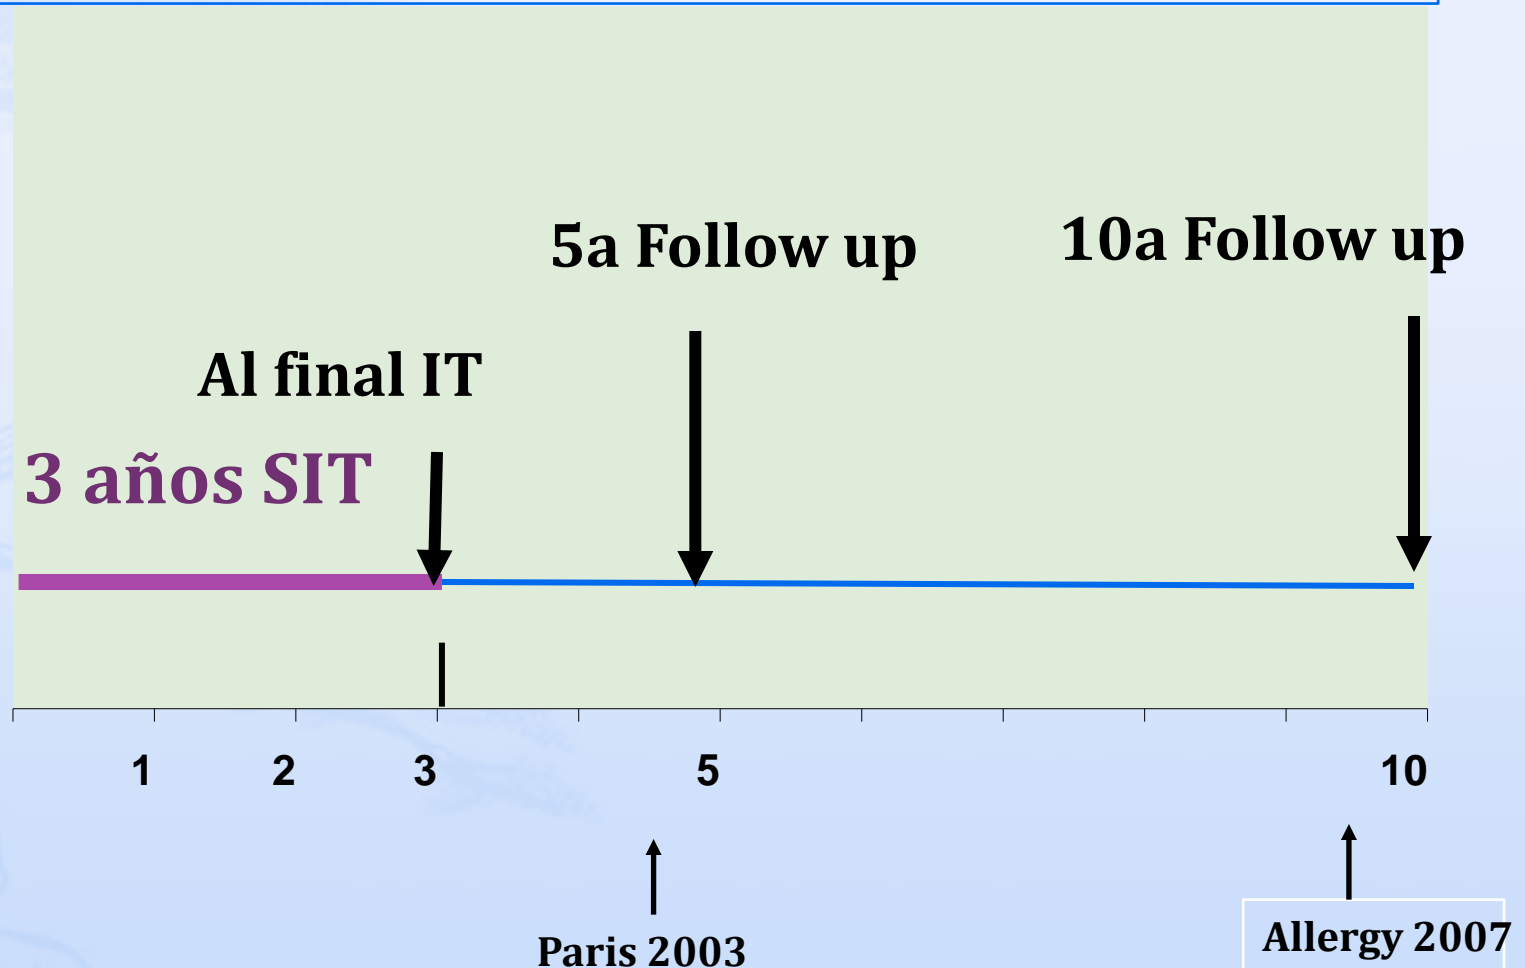 5a Follow up
10a Follow up
Al final IT
3 años SIT
1 2 3 5 10
Paris 2003
Allergy 2007